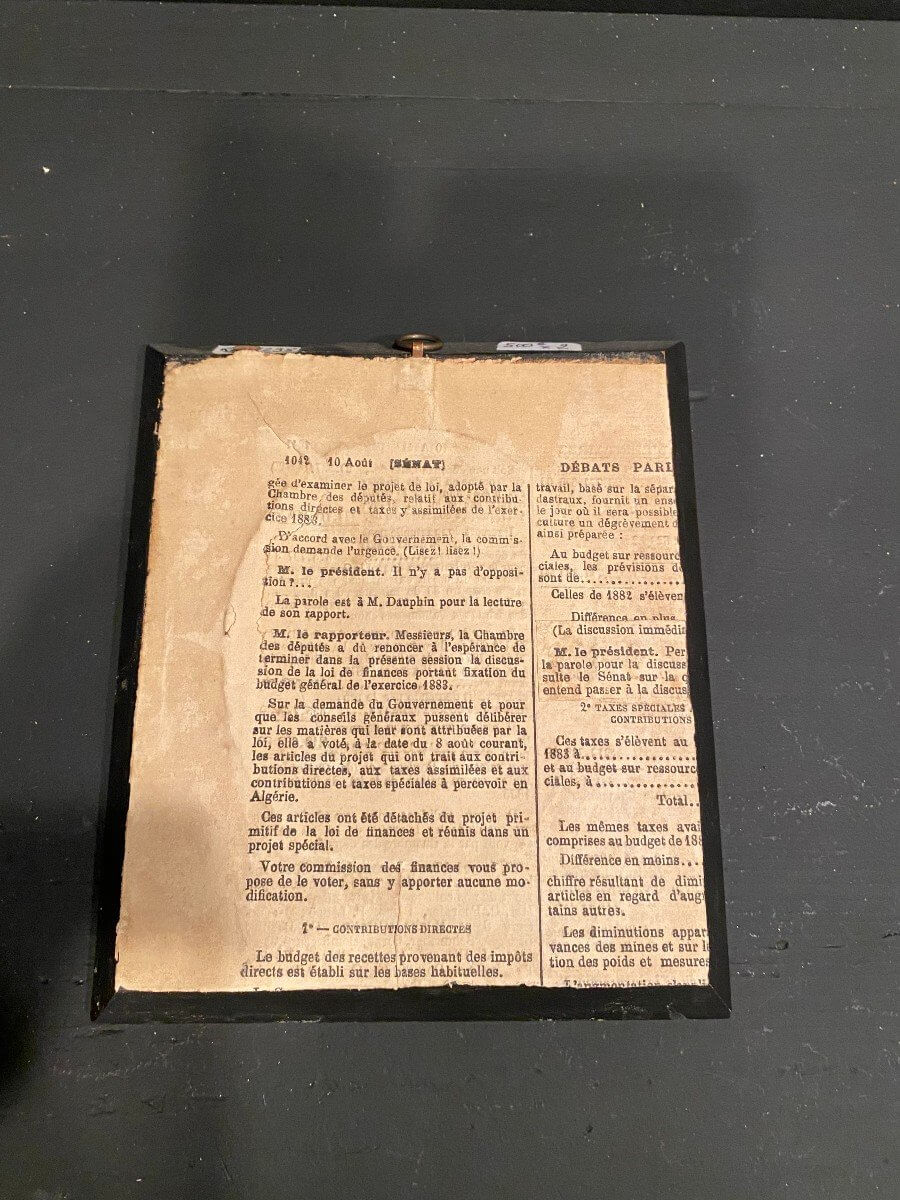 1042 10 Août [SÉNAT]
gée d'examiner le projet de loi, adopté par la
Chambre des députés, relatif aux contribu-
tions directes et taxes y assimilées de l'exer-
cice 1883.
D'accord avec le Gouvernement, la commis-
sion demande l'urgence. (Lisez! lisez!)
M. le président. Il n'y a pas d'opposi-
tion?...
La parole est à M. Dauphin pour la lecture
de son rapport.
M. le rapporteur. Messieurs, la Chambre
des députés a dû renoncer à l'espérance de
terminer dans la présente session la discus-
sion de la loi de finances portant fixation du
budget général de l'exercice 1883.
Sur la demande du Gouvernement et pour
que les conseils généraux pussent délibérer
sur les matières qui leur sont attribuées par la
loi, elle a voté, à la date du 8 août courant,
les articles du projet qui ont trait aux contri-
butions directes, aux taxes assimilées et aux
contributions et taxes spéciales à percevoir en
Algérie.
Ces articles ont été détachés du projet pri-
mitif de la loi de finances et réunis dans un
projet spécial.
Votre commission des finances vous pro-
pose de le voter, sans y apporter aucune mo-
dification.
1° — CONTRIBUTIONS DIRECTES
Le budget des recettes provenant des impôts
directs est établi sur les bases habituelles.
DÉBATS PARL
travail, basé sur la sépar
dastraux, fournit un ens
le jour où il sera possible
culture un dégrèvement d
ainsi préparée :
Au budget sur ressourc
ciales, les prévisions d
sont de..............
Celles de 1882 s'élèven
Différence en plus
(La discussion immédit
M. le président. Per
la parole pour la discuss
sulte le Sénat sur la q
entend passer à la discus
2° TAXES SPÉCIALES
CONTRIBUTIONS
Ces taxes s'élèvent au
1883 à................
et au budget sur ressourc
ciales, à..............
Total..
Les mêmes taxes avai
comprises au budget de 188
Différence en moins...
chiffre résultant de dimi
articles en regard d'aug
tains autres.
Les diminutions appar
vances des mines et sur l
tion des poids et mesures